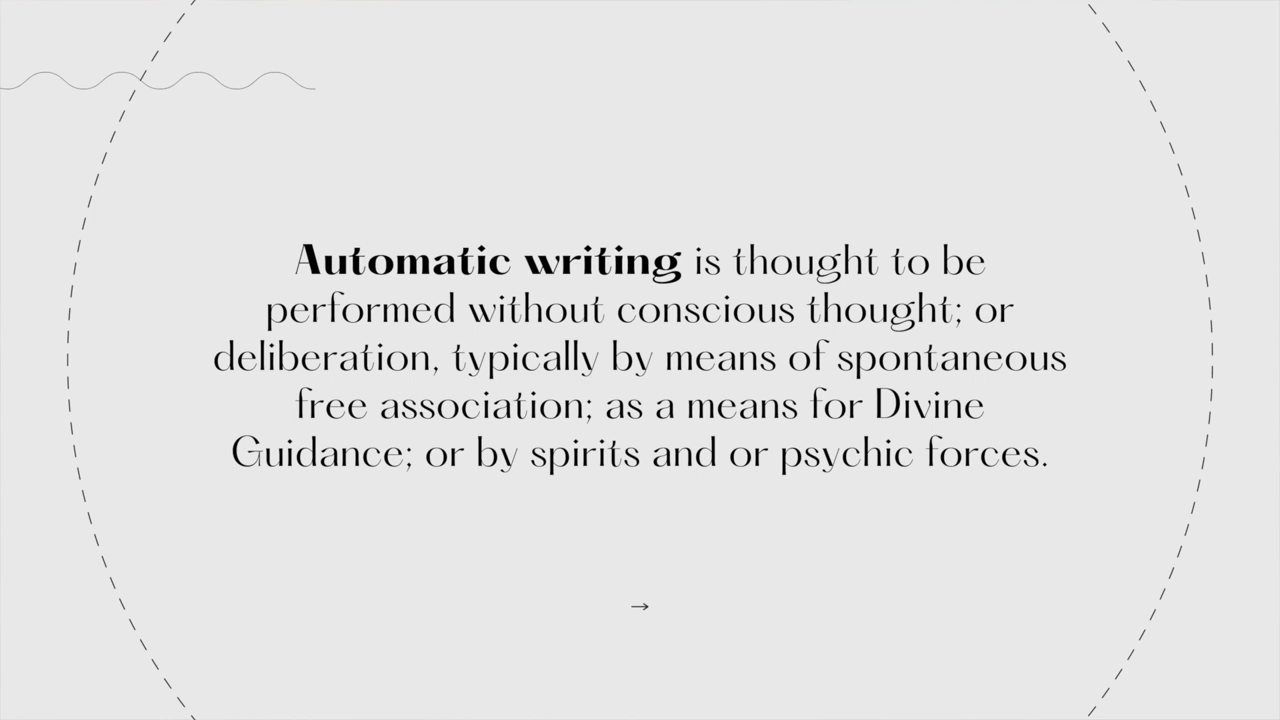 Automatic writing is thought to be
performed without conscious thought; or
deliberation, typically by means of spontaneous
free association; as a means for Divine
Guidance; or by spirits and or psychic forces.
→